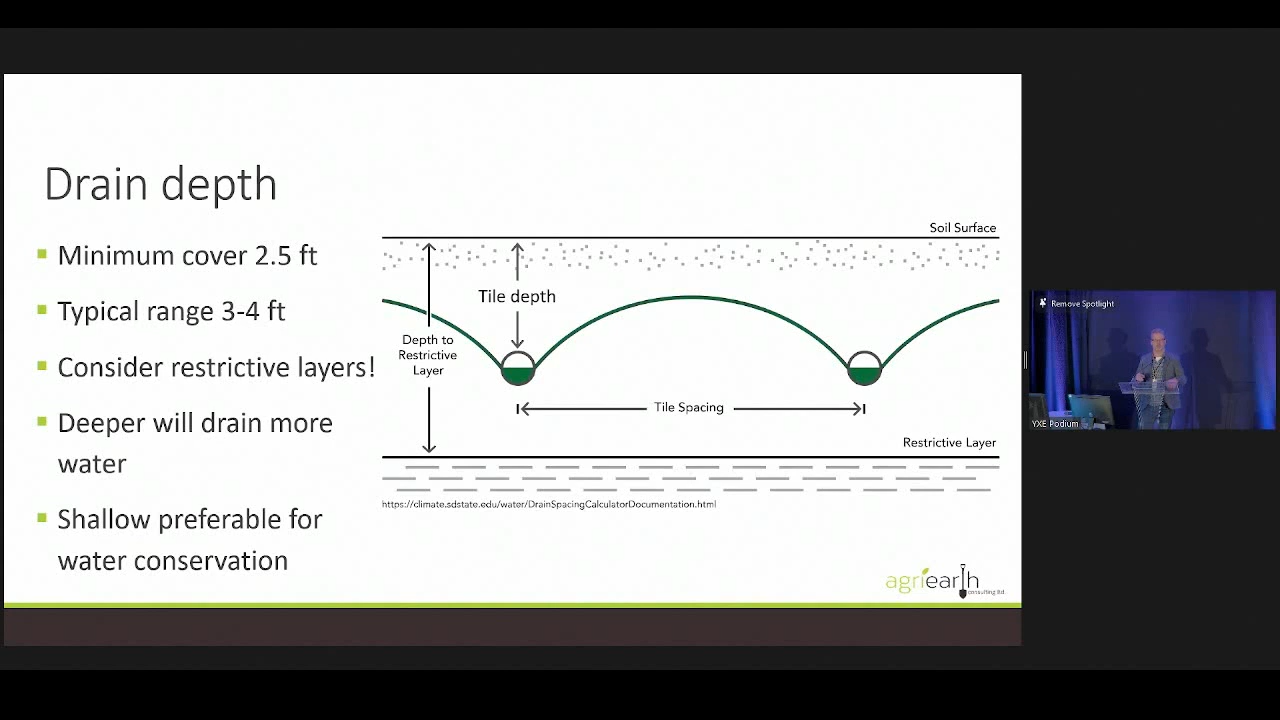 Drain depth
Minimum cover 2.5 ft
Typical range 3-4 ft
Consider restrictive layers!
Deeper will drain more
water
Shallow preferable for
water conservation
Soil Surface
Tile depth
Depth to
Restrictive
Layer
Tile Spacing
Restrictive Layer
https://climate.sdstate.edu/water/DrainSpacingCalculatorDocumentation.html
agriearth
consulting ltd
Remove Spotlight
YXE Podium